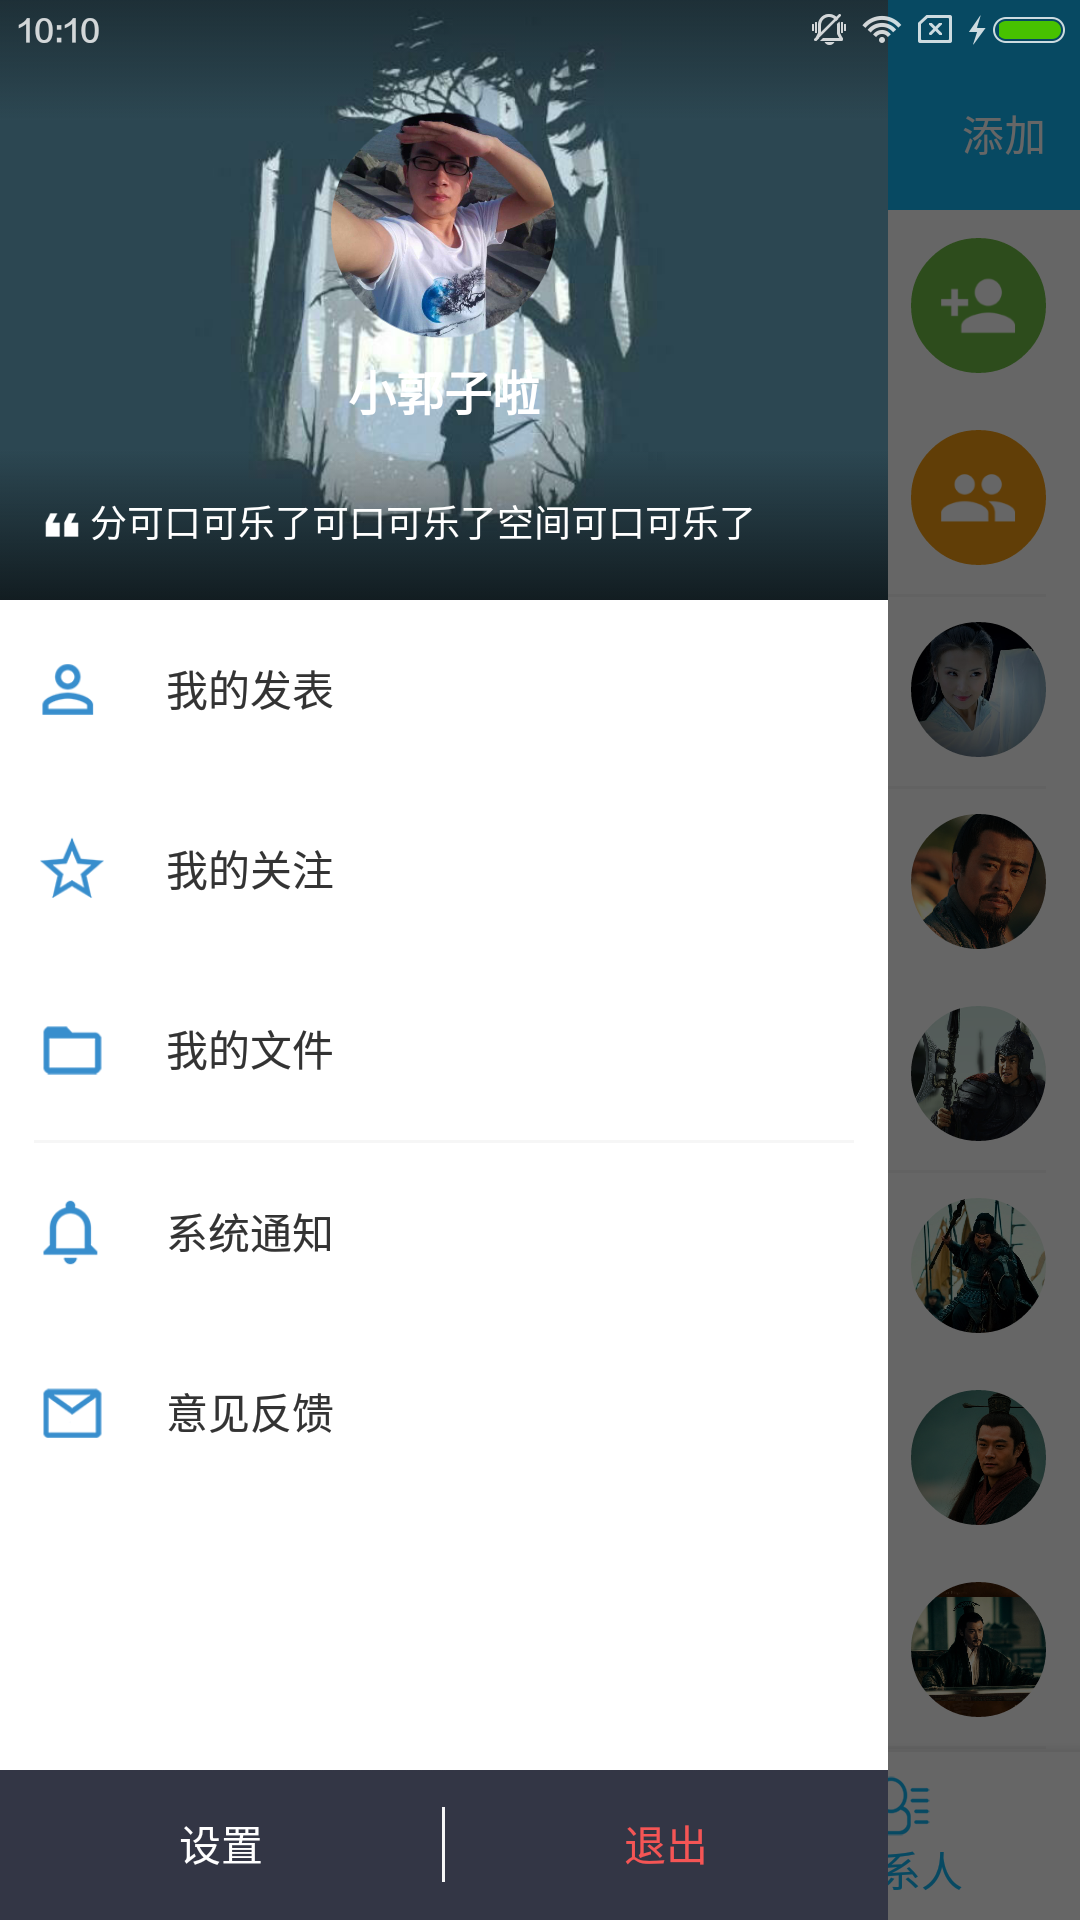 10:10
添加
小郭子啦
❝ 分可口可乐了可口可乐了空间可口可乐了
我的发表
我的关注
我的文件
系统通知
意见反馈
设置
退出
系人